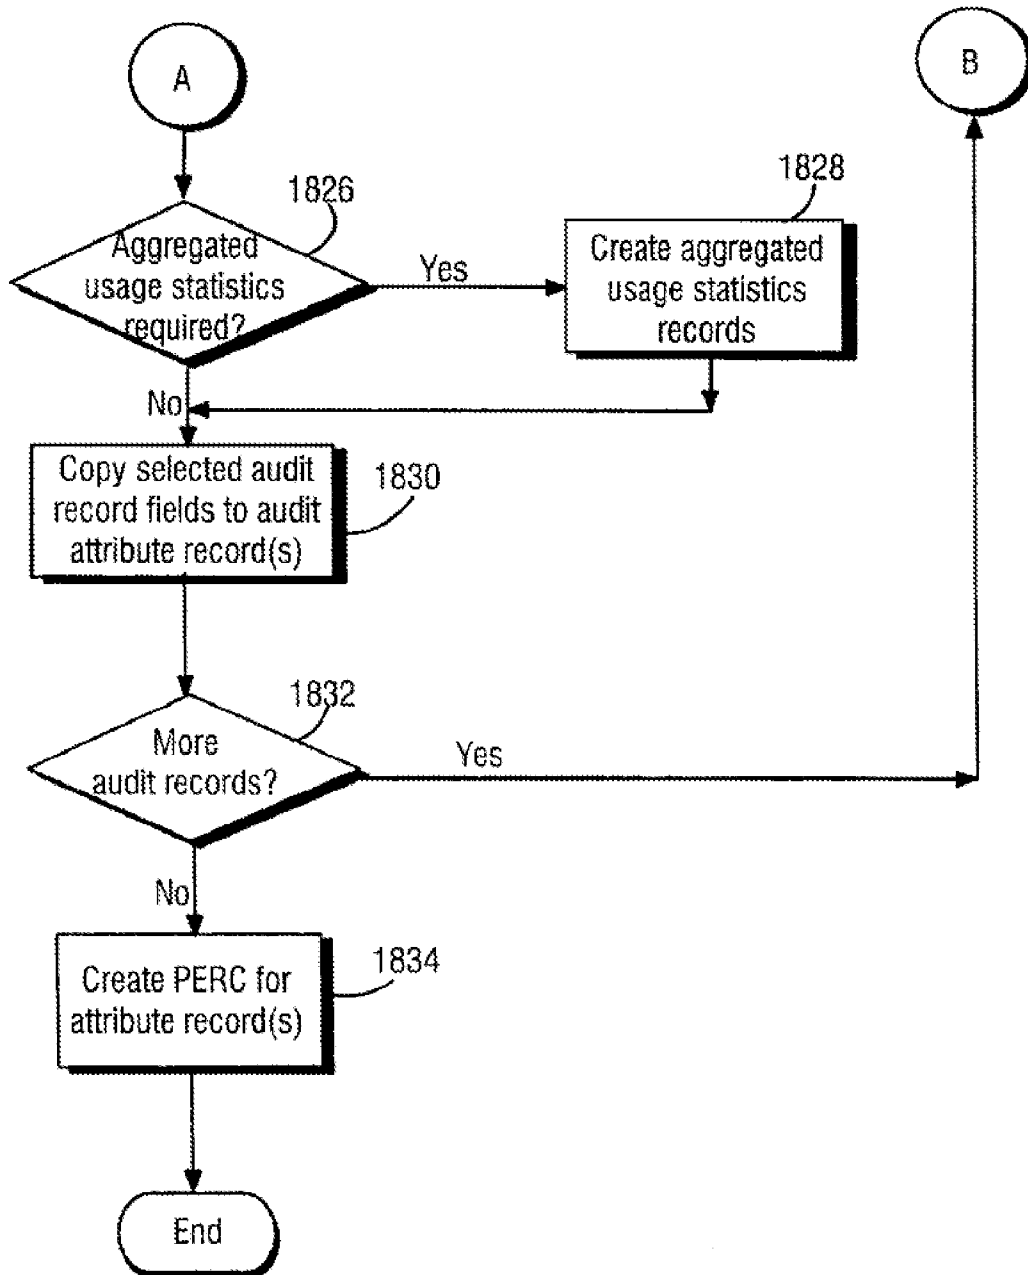 A
B
1826
Aggregated
usage statistics
required?
Yes
1828
Create aggregated
usage statistics
records
No
Copy selected audit
record fields to audit
attribute record(s)
1830
1832
More
audit records?
Yes
No
Create PERC for
attribute record(s)
1834
End